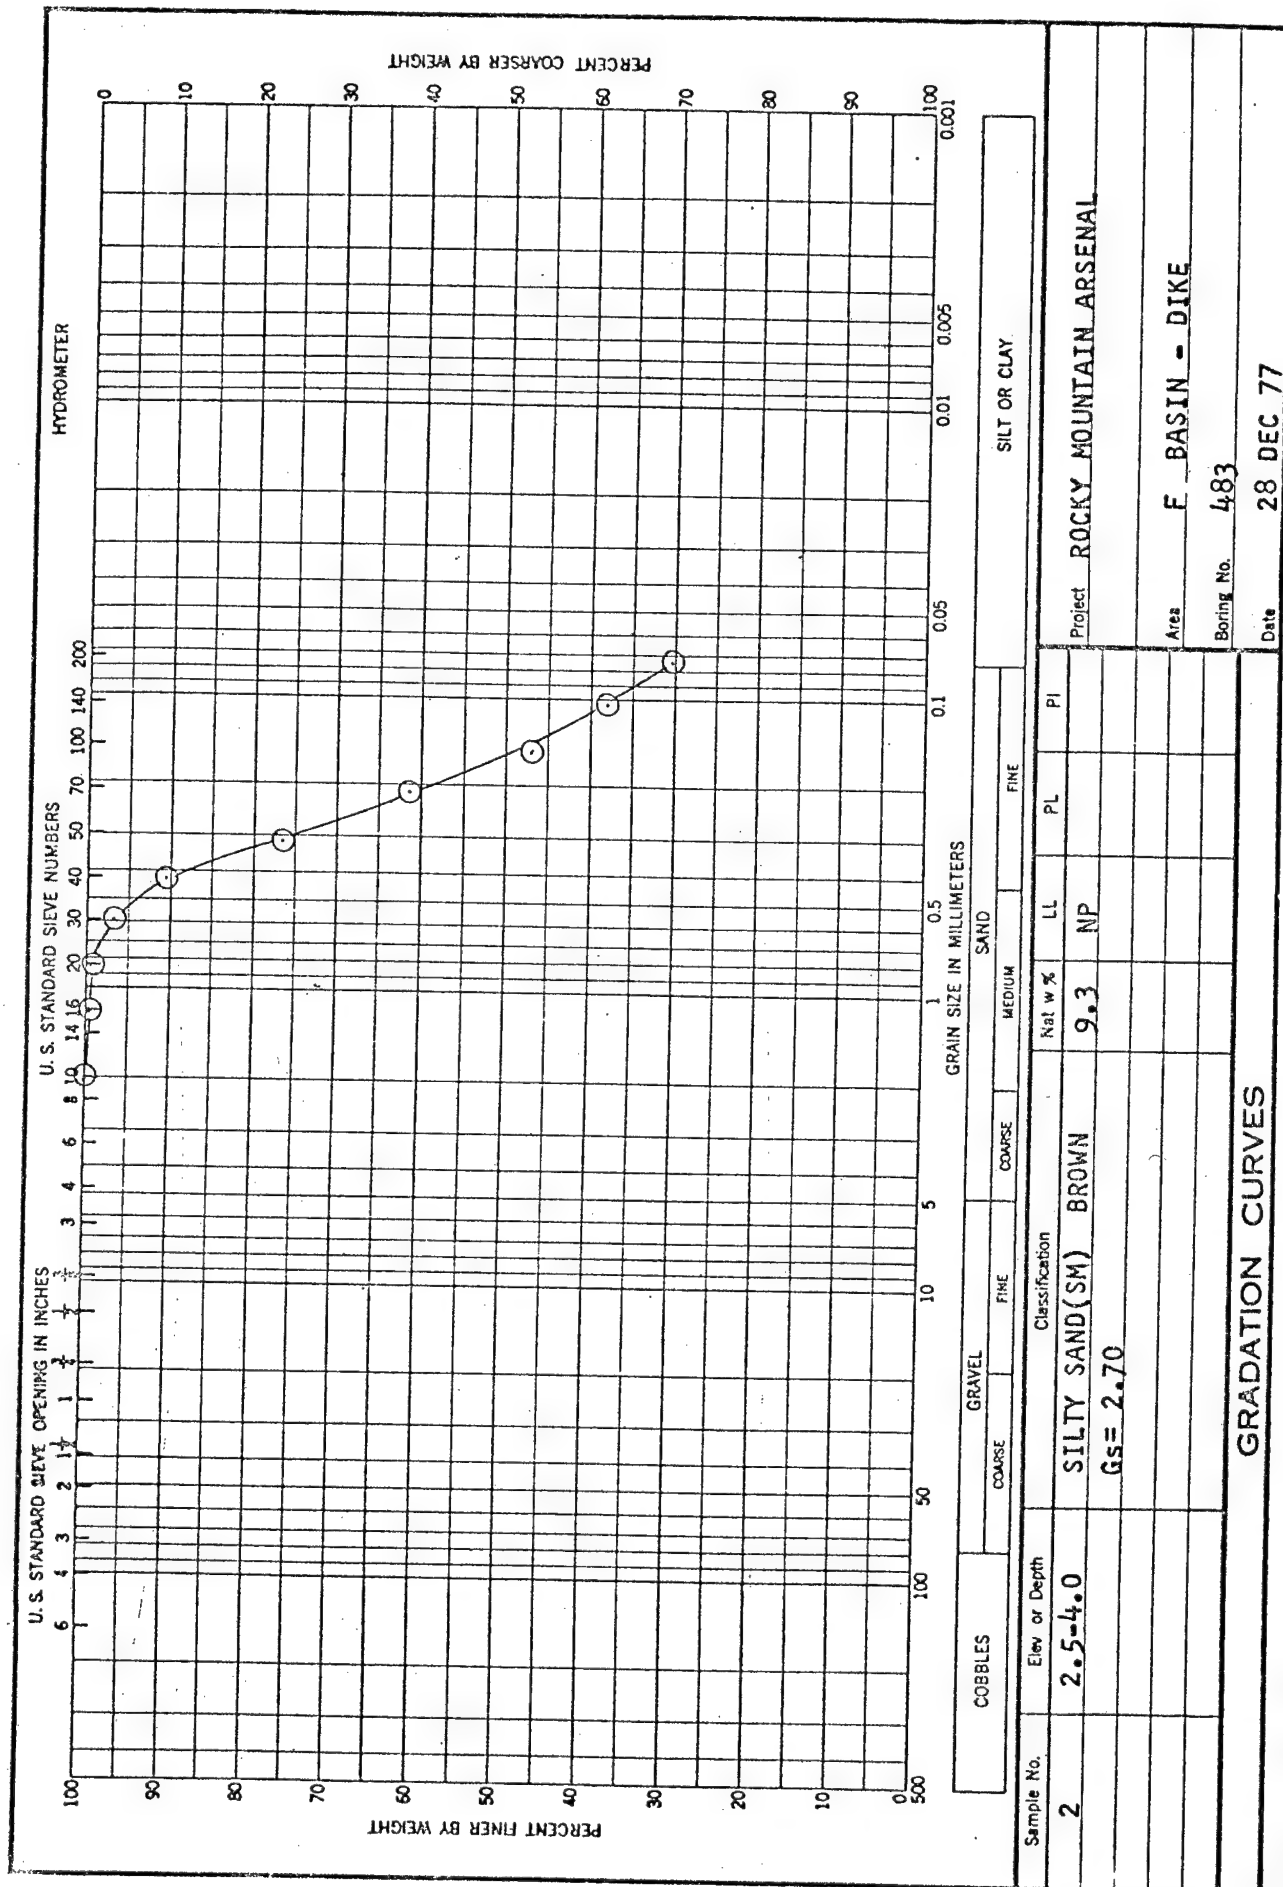 U. S. STANDARD SIEVE OPENING IN INCHES U. S. STANDARD SIEVE NUMBERS HYDROMETER
6 4 3 2 1½ 1 ¾ ½ ⅜ 3 4 6 8 10 14 16 20 30 40 50 70 100 140 200
PERCENT FINER BY WEIGHT
100
90
80
70
60
50
40
30
20
10
0
PERCENT COARSER BY WEIGHT
0
10
20
30
40
50
60
70
80
90
100
500 100 50 10 5 1 0.5 0.1 0.05 0.01 0.005 0.001
GRAIN SIZE IN MILLIMETERS
COBBLES GRAVEL SAND SILT OR CLAY
COARSE FINE COARSE MEDIUM FINE
Sample No. Elev or Depth Classification Nat w % LL PL PI
2 2.5-4.0 SILTY SAND(SM) BROWN 9.3 NP
Gs= 2.70
Project ROCKY MOUNTAIN ARSENAL
Area F BASIN - DIKE
Boring No. 483
Date 28 DEC 77
GRADATION CURVES